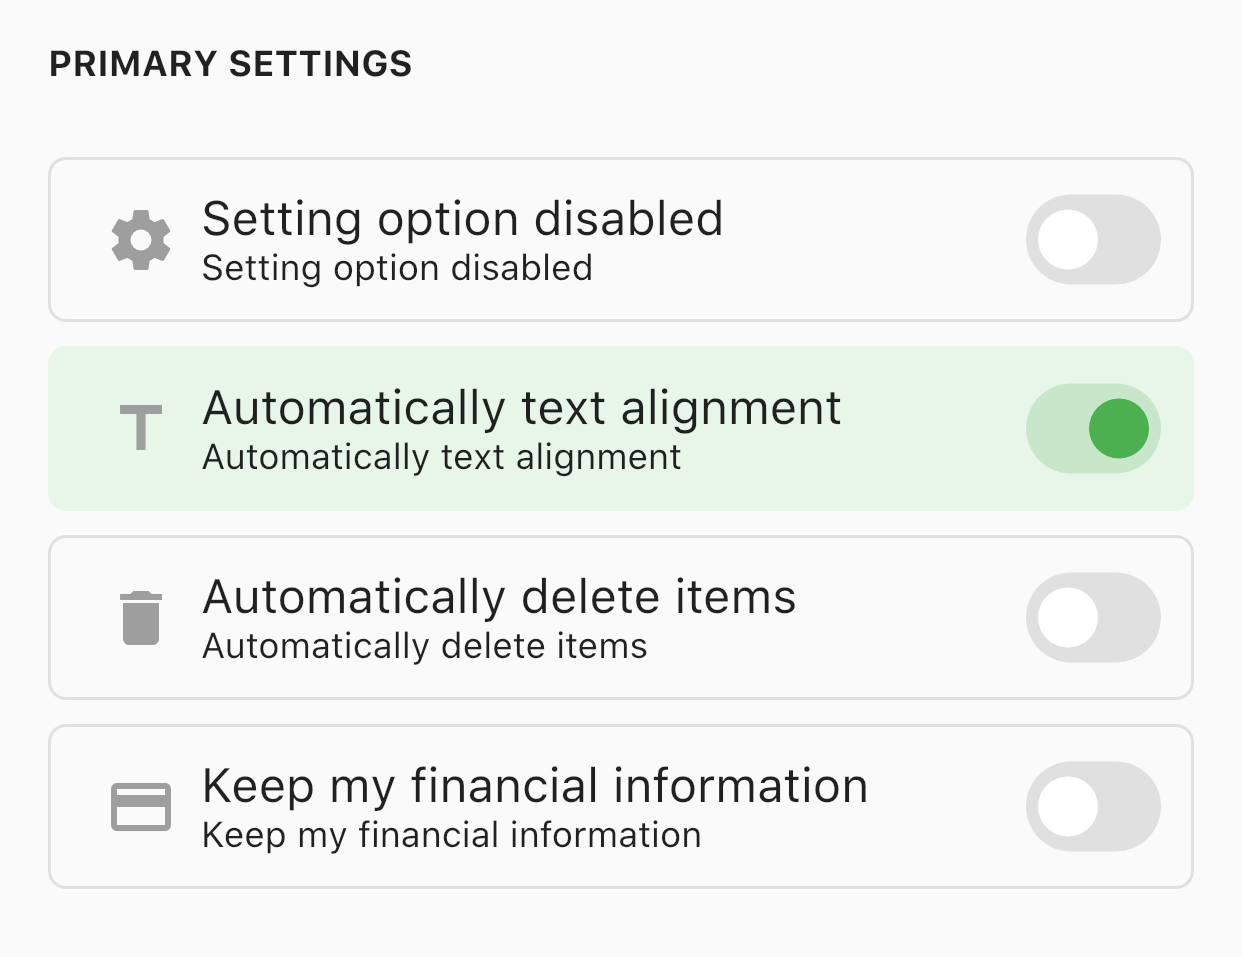 PRIMARY SETTINGS
Setting option disabled
Setting option disabled
Automatically text alignment
Automatically text alignment
Automatically delete items
Automatically delete items
Keep my financial information
Keep my financial information